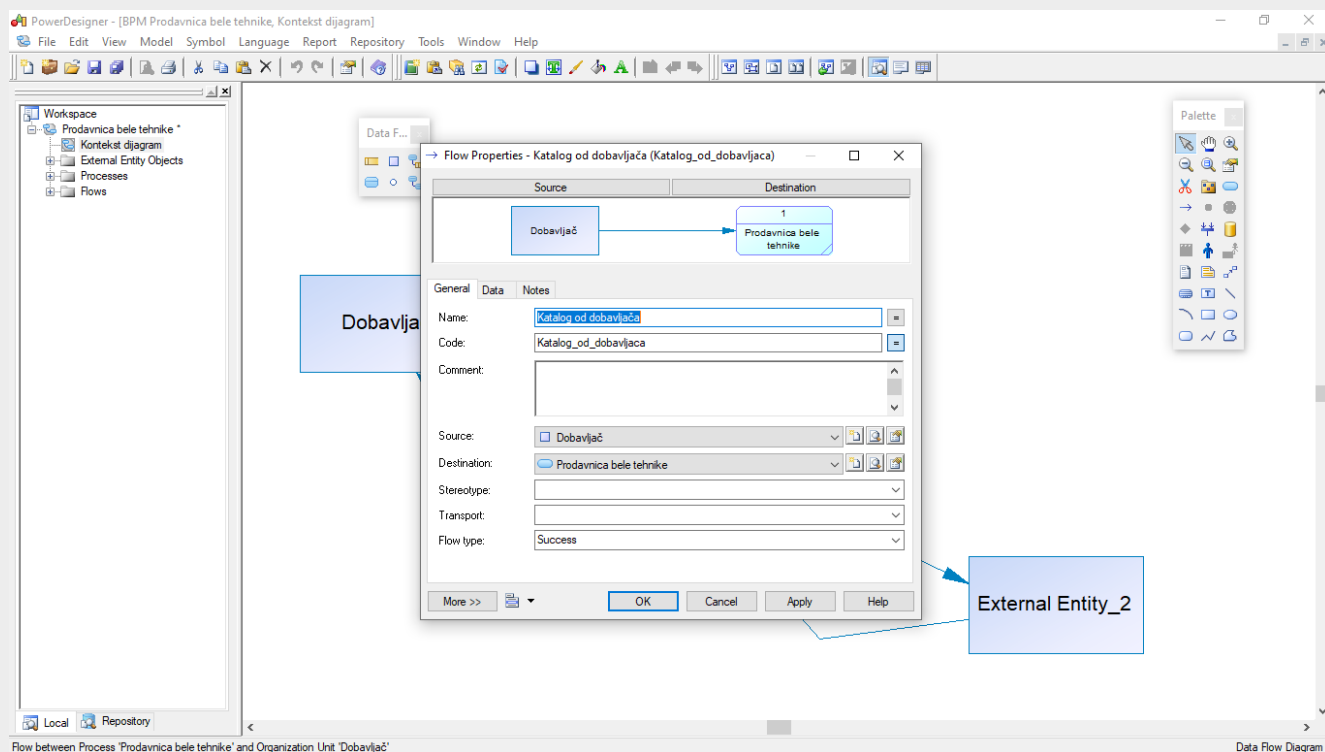 PowerDesigner - [BPM Prodavnica bele tehnike, Kontekst dijagram]
File Edit View Model Symbol Language Report Repository Tools Window Help
Workspace
Prodavnica bele tehnike *
Kontekst dijagram
External Entity Objects
Processes
Flows
Data F...
Palette
Flow Properties - Katalog od dobavljača (Katalog_od_dobavljaca)
Source Destination
Dobavljač
1
Prodavnica bele
tehnike
General Data Notes
Name: Katalog od dobavljača =
Code: Katalog_od_dobavljaca =
Comment:
Source: Dobavljač
Destination: Prodavnica bele tehnike
Stereotype:
Transport:
Flow type: Success
More >> OK Cancel Apply Help
Dobavlja
External Entity_2
Local Repository
Flow between Process 'Prodavnica bele tehnike' and Organization Unit 'Dobavljač'
Data Flow Diagram